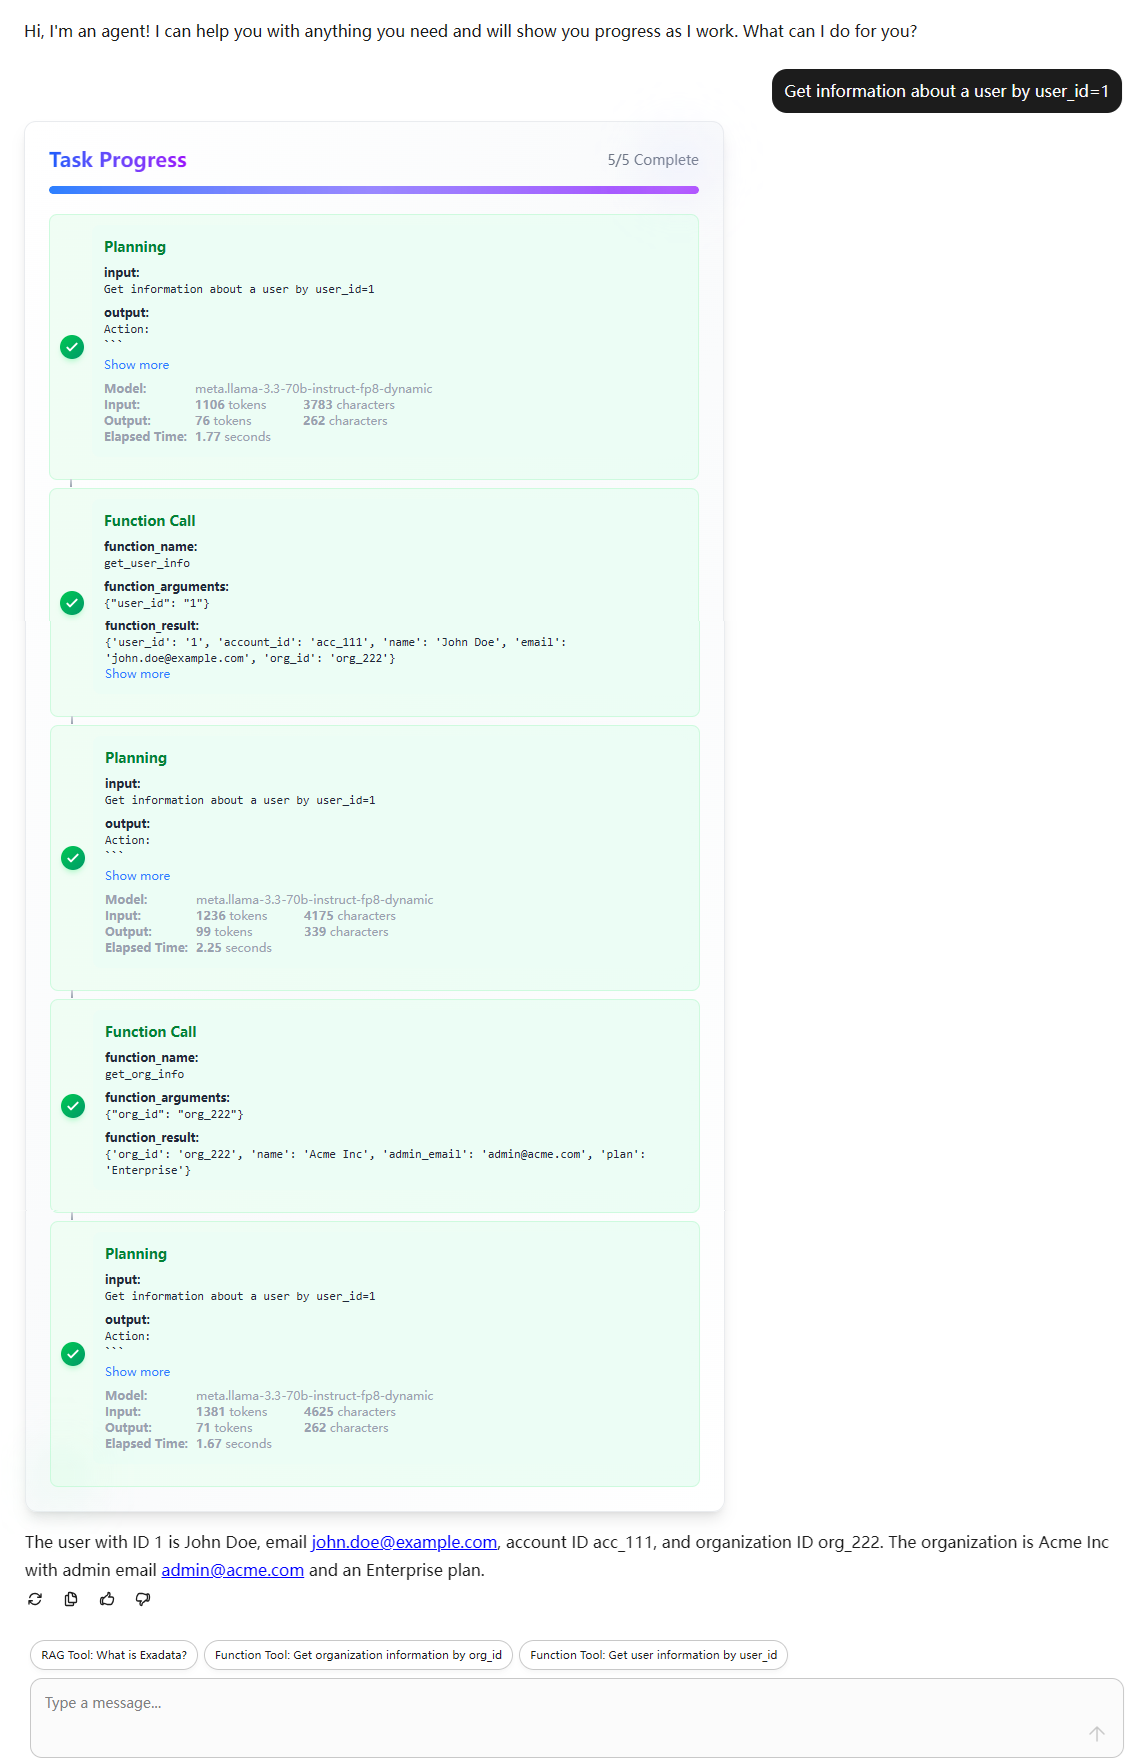 Hi, I'm an agent! I can help you with anything you need and will show you progress as I work. What can I do for you?
Get information about a user by user_id=1
Task Progress
5/5 Complete
Planning
input:
Get information about a user by user_id=1
output:
Action:
```
Show more
Model: meta.llama-3.3-70b-instruct-fp8-dynamic
Input: 1106 tokens 3783 characters
Output: 76 tokens 262 characters
Elapsed Time: 1.77 seconds
Function Call
function_name:
get_user_info
function_arguments:
{"user_id": "1"}
function_result:
{'user_id': '1', 'account_id': 'acc_111', 'name': 'John Doe', 'email':
'john.doe@example.com', 'org_id': 'org_222'}
Show more
Planning
input:
Get information about a user by user_id=1
output:
Action:
```
Show more
Model: meta.llama-3.3-70b-instruct-fp8-dynamic
Input: 1236 tokens 4175 characters
Output: 99 tokens 339 characters
Elapsed Time: 2.25 seconds
Function Call
function_name:
get_org_info
function_arguments:
{"org_id": "org_222"}
function_result:
{'org_id': 'org_222', 'name': 'Acme Inc', 'admin_email': 'admin@acme.com', 'plan':
'Enterprise'}
Planning
input:
Get information about a user by user_id=1
output:
Action:
```
Show more
Model: meta.llama-3.3-70b-instruct-fp8-dynamic
Input: 1381 tokens 4625 characters
Output: 71 tokens 262 characters
Elapsed Time: 1.67 seconds
The user with ID 1 is John Doe, email john.doe@example.com, account ID acc_111, and organization ID org_222. The organization is Acme Inc
with admin email admin@acme.com and an Enterprise plan.
RAG Tool: What is Exadata?
Function Tool: Get organization information by org_id
Function Tool: Get user information by user_id
Type a message...